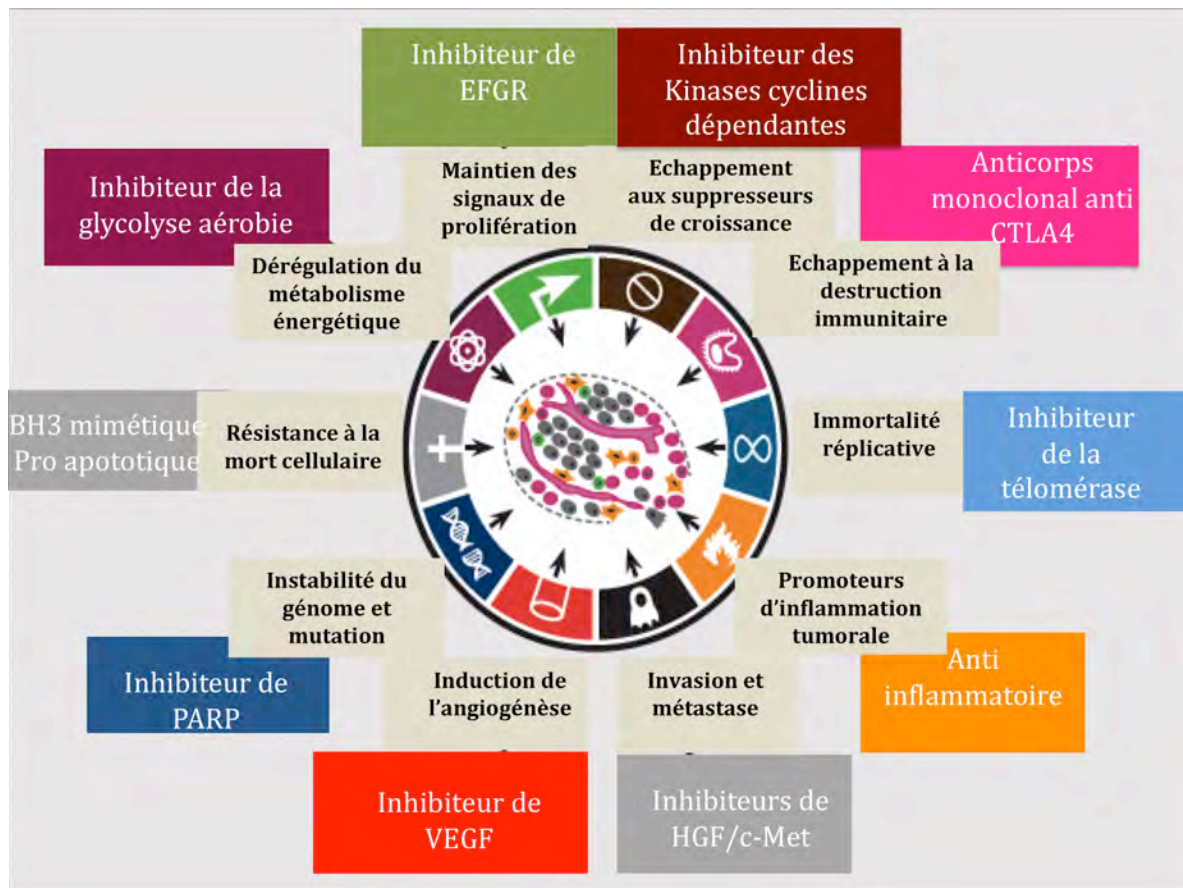 Inhibiteur de
EFGR
Inhibiteur des
Kinases cyclines
dépendantes
Inhibiteur de la
glycolyse aérobie
Maintien des
signaux de
prolifération
Echappement
aux suppresseurs
de croissance
Anticorps
monoclonal anti
CTLA4
Dérégulation du
métabolisme
énergétique
Echappement à la
destruction
immunitaire
BH3 mimétique
Pro apototique
Résistance à la
mort cellulaire
Immortalité
réplicative
Inhibiteur
de la
télomérase
Instabilité du
génome et
mutation
Promoteurs
d'inflammation
tumorale
Inhibiteur de
PARP
Induction de
l'angiogénèse
Invasion et
métastase
Anti
inflammatoire
Inhibiteur de
VEGF
Inhibiteurs de
HGF/c-Met